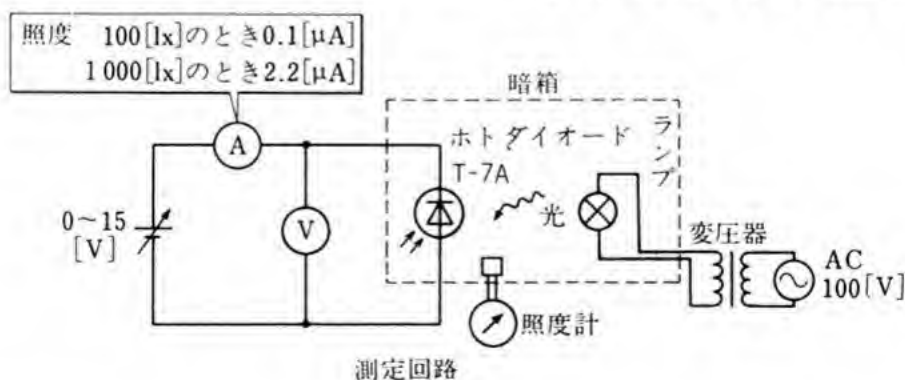 照度 100[lx]のとき0.1[μA]
1000[lx]のとき2.2[μA]
暗箱
ホトダイオード
T-7A
ランプ
光
A
V
0~15
[V]
変圧器
AC
100[V]
照度計
測定回路